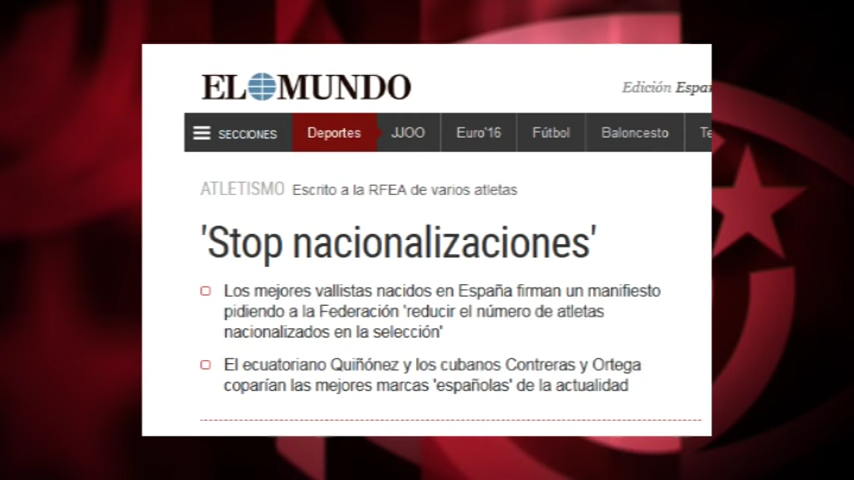 EL MUNDO
Edición Espa
SECCIONES Deportes JJOO Euro'16 Fútbol Baloncesto Te
ATLETISMO Escrito a la RFEA de varios atletas
'Stop nacionalizaciones'
Los mejores vallistas nacidos en España firman un manifiesto
pidiendo a la Federación 'reducir el número de atletas
nacionalizados en la selección'
El ecuatoriano Quiñónez y los cubanos Contreras y Ortega
coparían las mejores marcas 'españolas' de la actualidad